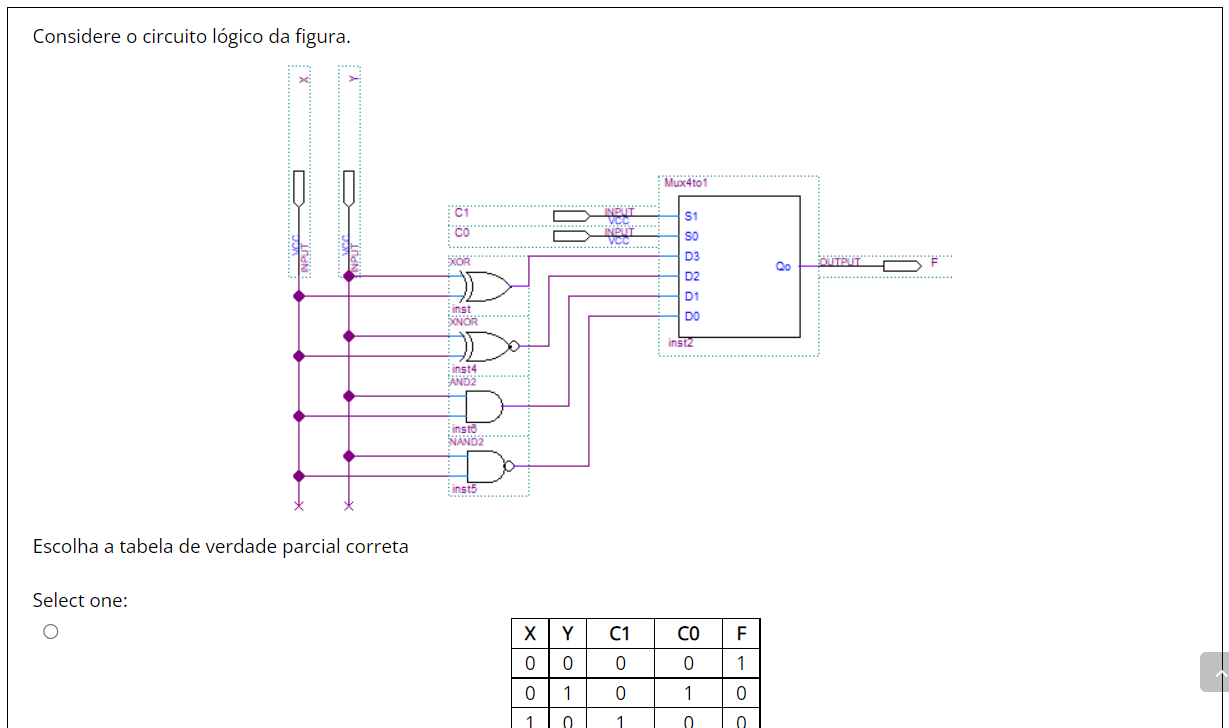 Considere o circuito lógico da figura.
X
Y
VCC
INPUT
VCC
INPUT
Mux4to1
C1
INPUT
VCC
S1
C0
INPUT
VCC
S0
D3
D2
D1
D0
Qo
OUTPUT
F
inst2
XOR
inst
XNOR
inst4
AND2
inst6
NAND2
inst5
Escolha a tabela de verdade parcial correta
Select one:
X Y C1 C0 F
0 0 0 0 1
0 1 0 1 0
1 0 1 0 0